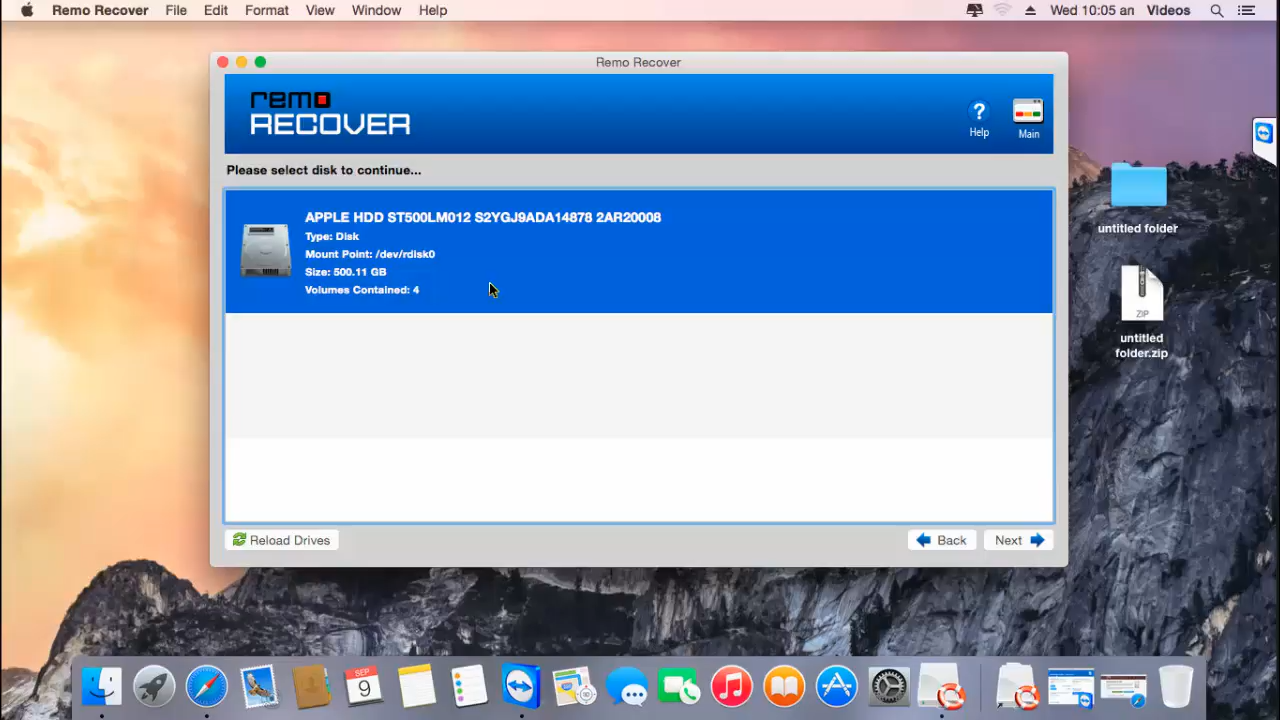 Remo Recover File Edit Format View Window Help Wed 10:05 an Videos
Remo Recover
remo
RECOVER
Help
Main
Please select disk to continue...
APPLE HDD ST500LM012 S2YGJ9ADA14878 2AR20008
Type: Disk
Mount Point: /dev/rdisk0
Size: 500.11 GB
Volumes Contained: 4
Reload Drives
Back
Next
untitled folder
ZIP
untitled
folder.zip
SEP
9